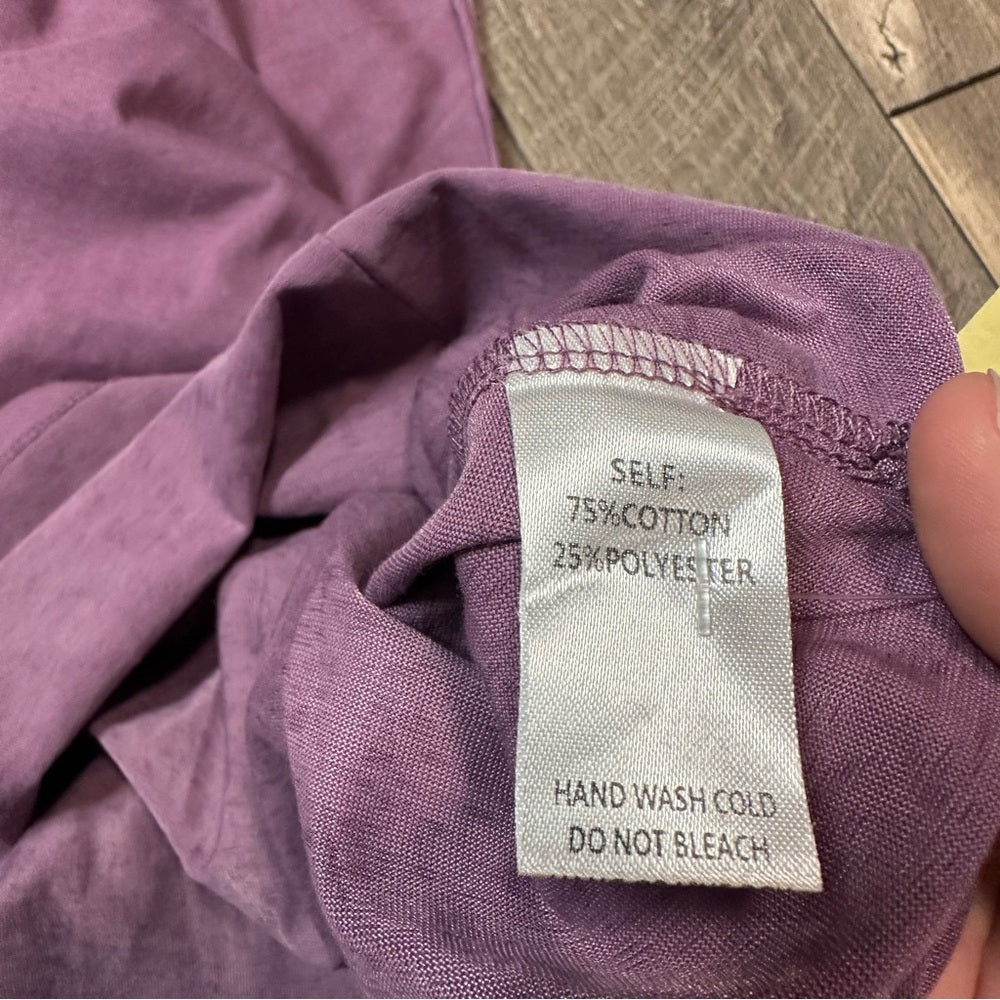 SELF:
75%COTTON
25%POLYESTER
HAND WASH COLD
DO NOT BLEACH